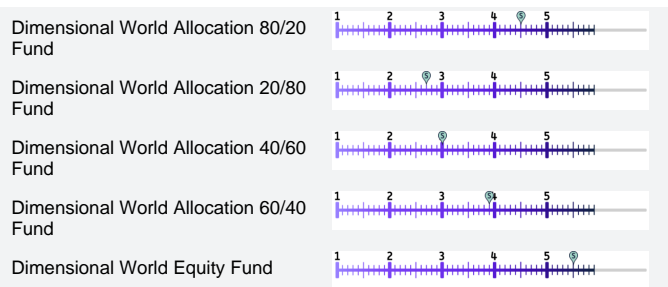 Dimensional World Allocation 80/20
Fund
1 2 3 4 5
S
Dimensional World Allocation 20/80
Fund
1 2 3 4 5
S
Dimensional World Allocation 40/60
Fund
1 2 3 4 5
S
Dimensional World Allocation 60/40
Fund
1 2 3 4 5
S
Dimensional World Equity Fund
1 2 3 4 5
S